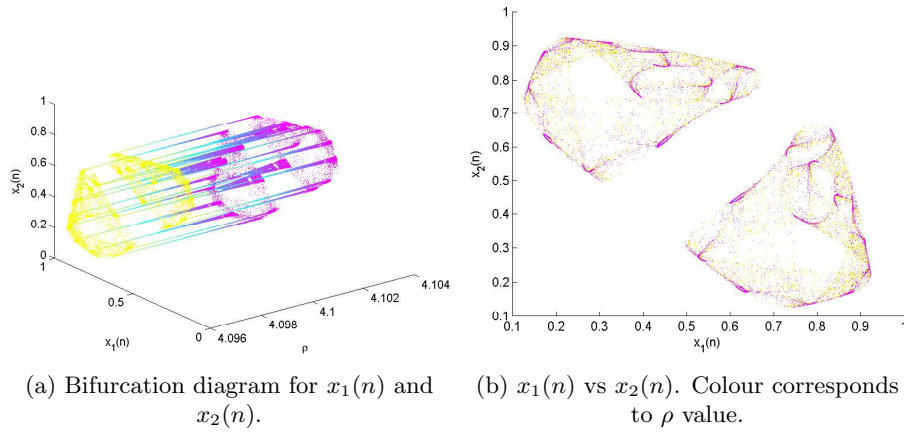 1
0.8
0.6
0.4
0.2
0
x₂(n)
1
0.5
0
x₁(n)
4.096
4.098
4.1
4.102
4.104
ρ
1
0.9
0.8
0.7
0.6
0.5
0.4
0.3
0.2
0.1
x₂(n)
0.1 0.2 0.3 0.4 0.5 0.6 0.7 0.8 0.9 1
x₁(n)
(a) Bifurcation diagram for x₁(n) and
x₂(n).
(b) x₁(n) vs x₂(n). Colour corresponds
to ρ value.